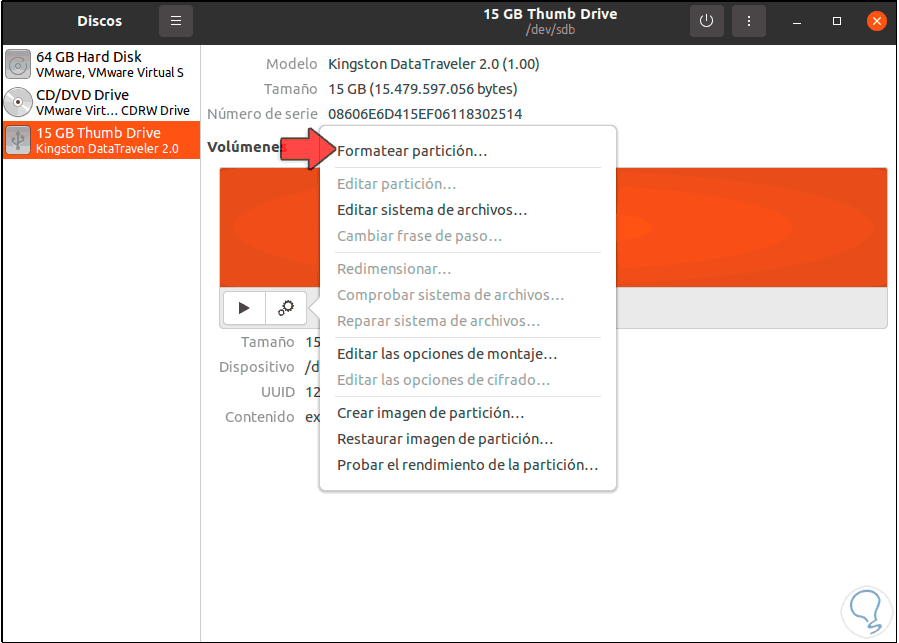 Discos
15 GB Thumb Drive
/dev/sdb
64 GB Hard Disk
VMware, VMware Virtual S
CD/DVD Drive
VMware Virt... CDRW Drive
15 GB Thumb Drive
Kingston DataTraveler 2.0
Modelo Kingston DataTraveler 2.0 (1.00)
Tamaño 15 GB (15.479.597.056 bytes)
Número de serie 08606E6D415EF06118302514
Volúmenes
Formatear partición...
Editar partición...
Editar sistema de archivos...
Cambiar frase de paso...
Redimensionar...
Comprobar sistema de archivos...
Reparar sistema de archivos...
Editar las opciones de montaje...
Editar las opciones de cifrado...
Crear imagen de partición...
Restaurar imagen de partición...
Probar el rendimiento de la partición...
Tamaño 15
Dispositivo /d
UUID 12
Contenido ex